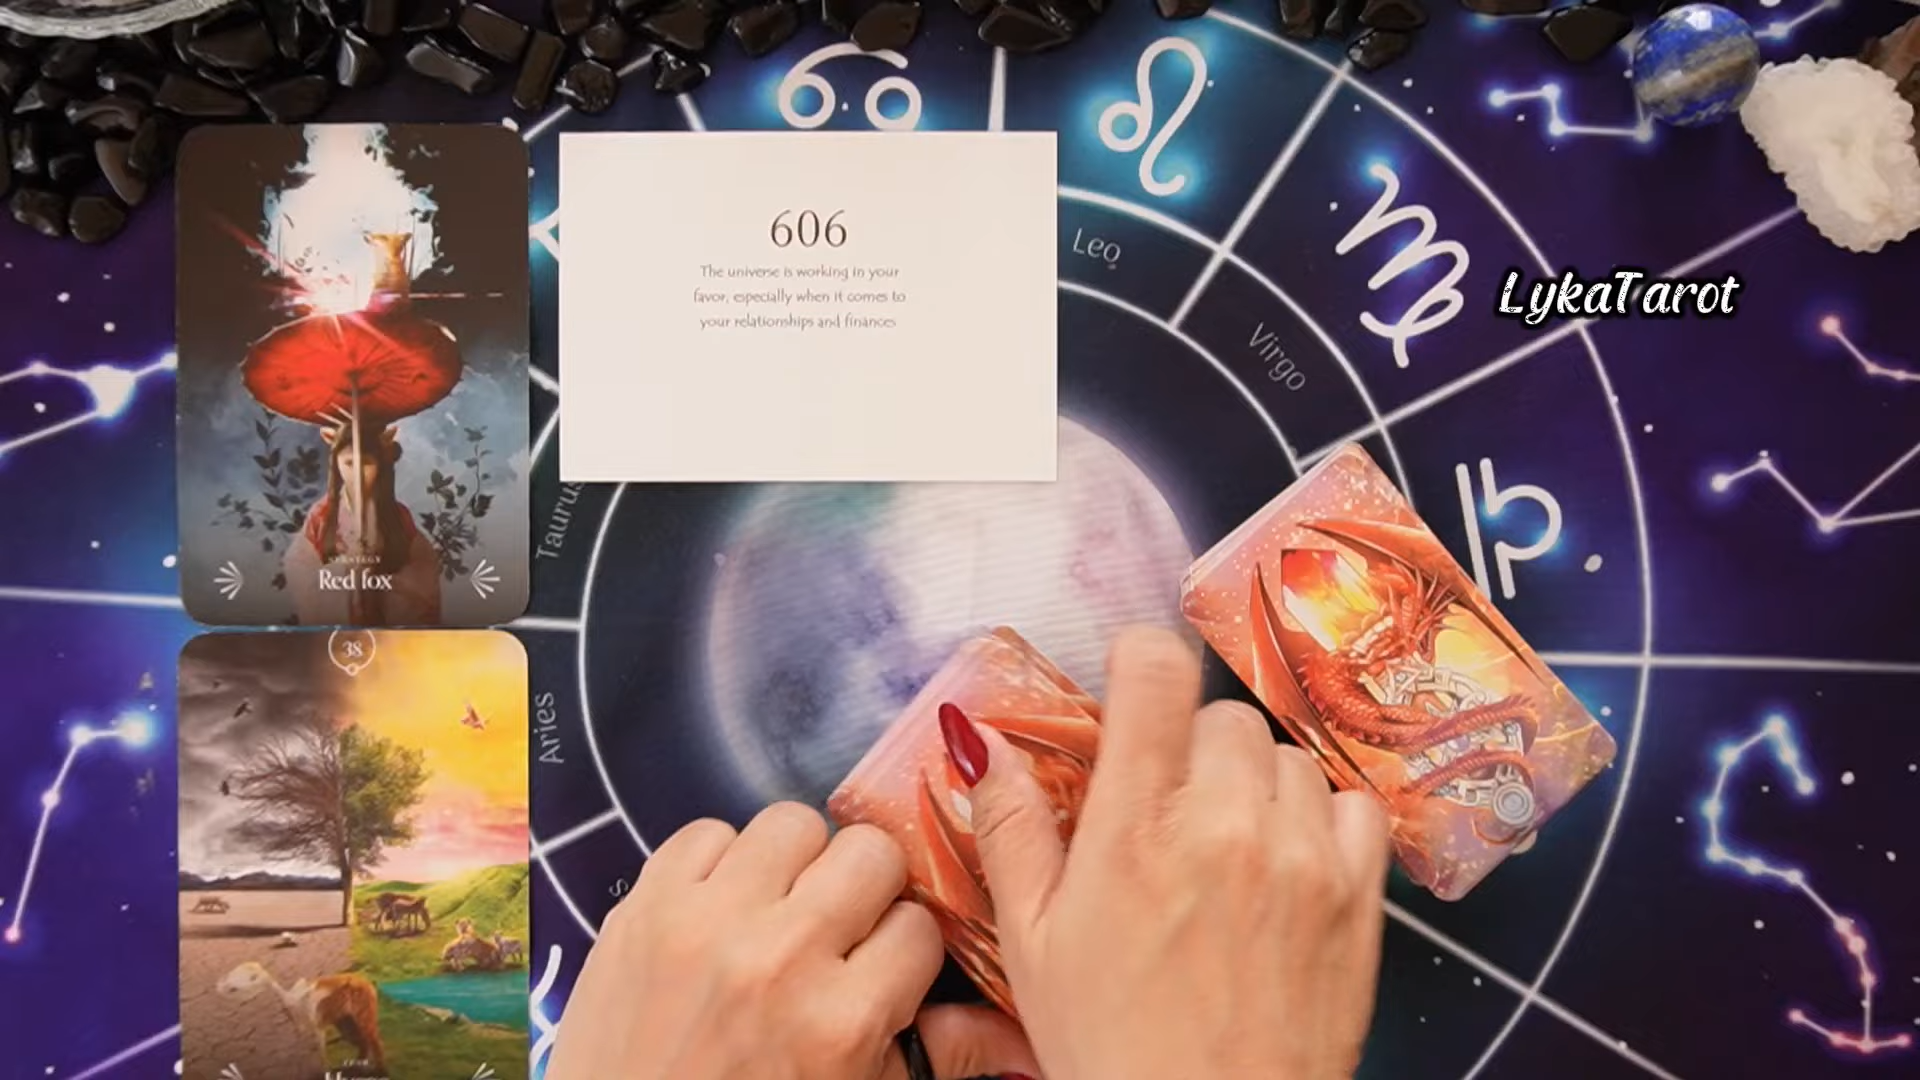 606
The universe is working in your
favor, especially when it comes to
your relationships and finances
Leo
Virgo
LykaTarot
Taurus
STRATEGY
Red fox
38
Aries